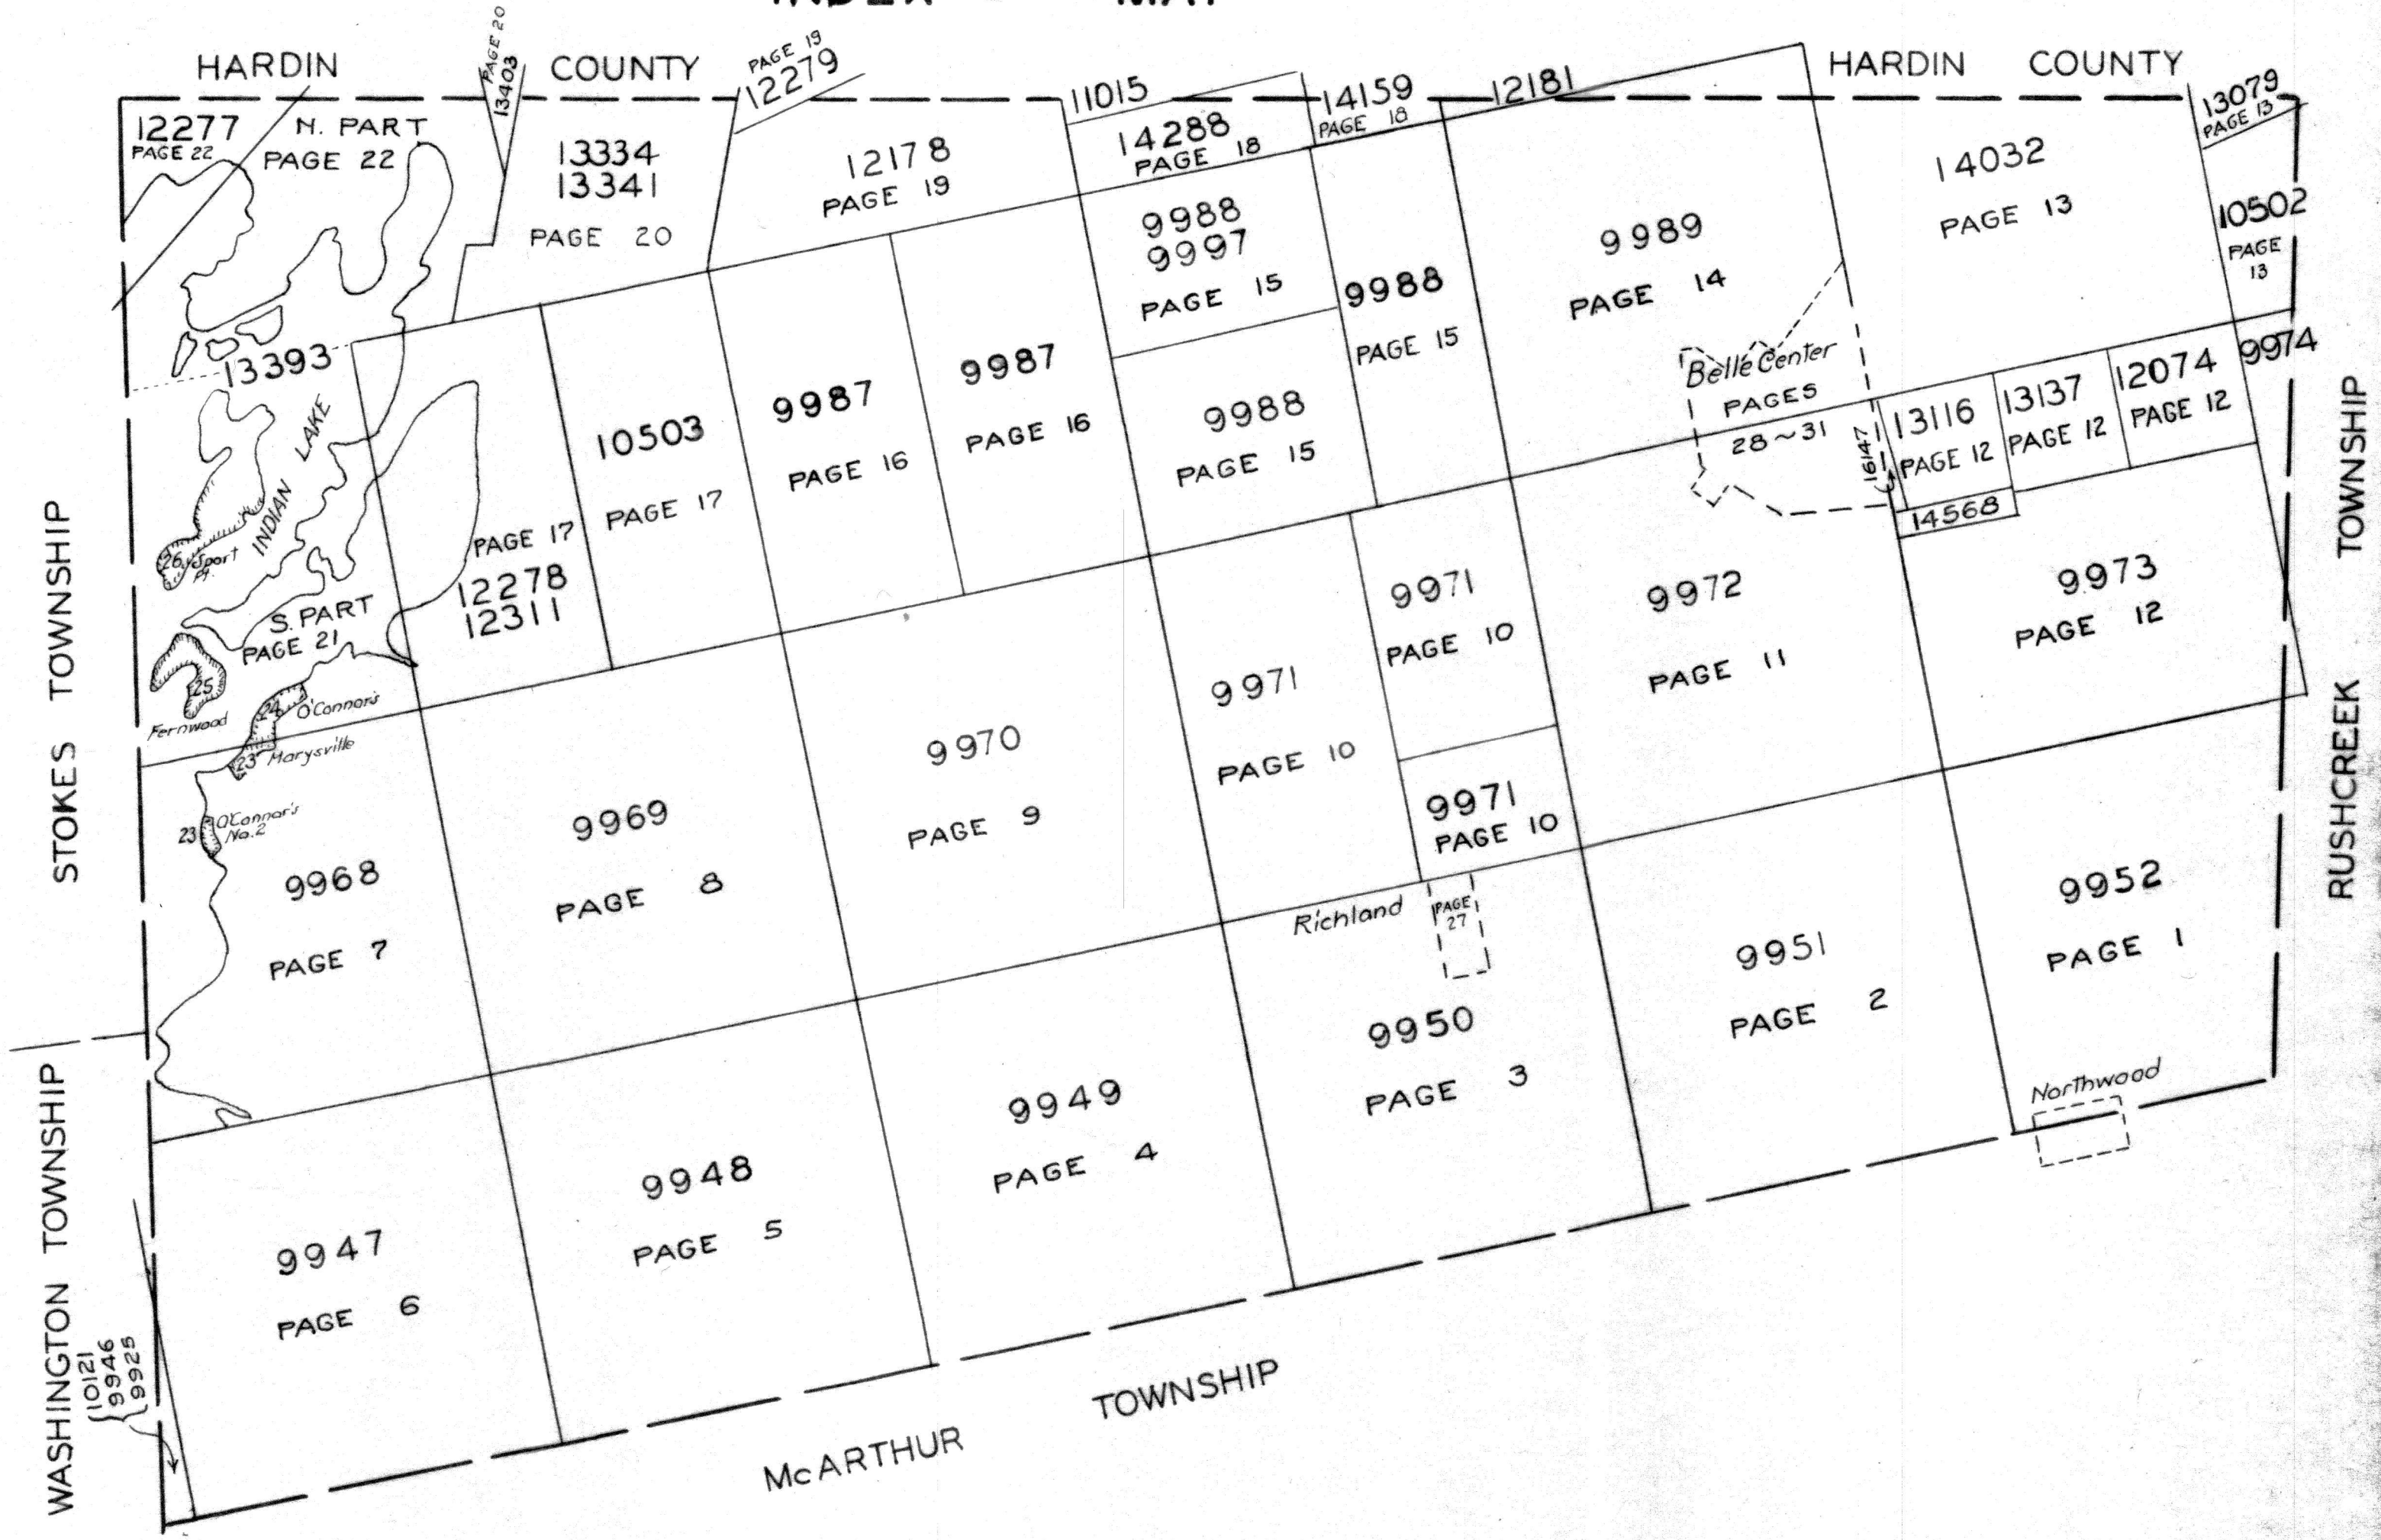 INDEX MAP
HARDIN COUNTY
HARDIN COUNTY
PAGE 20
13403
PAGE 19
12279
11015
14159
PAGE 18
12181
13079
PAGE 13
12277
PAGE 22
N. PART
PAGE 22
13334
13341
PAGE 20
12178
PAGE 19
14288
PAGE 18
9988
9997
PAGE 15
9988
PAGE 15
9989
PAGE 14
14032
PAGE 13
10502
PAGE
13
13393
INDIAN LAKE
10503
PAGE 17
9987
PAGE 16
9987
PAGE 16
9988
PAGE 15
Belle Center
PAGES
28~31
16147
13116
PAGE 12
13137
PAGE 12
12074
PAGE 12
9974
14568
STOKES TOWNSHIP
RUSHCREEK TOWNSHIP
26
Sport
Pt.
PAGE 17
12278
12311
S. PART
PAGE 21
25
Fernwood
24
O'Connor's
23
Marysville
23
O'Connor's
No.2
9968
PAGE 7
9969
PAGE 8
9970
PAGE 9
9971
PAGE 10
9971
PAGE 10
9971
PAGE 10
9972
PAGE 11
9973
PAGE 12
Richland
PAGE
27
9947
PAGE 6
9948
PAGE 5
9949
PAGE 4
9950
PAGE 3
9951
PAGE 2
9952
PAGE 1
Northwood
WASHINGTON TOWNSHIP
10121
9946
9925
McARTHUR TOWNSHIP